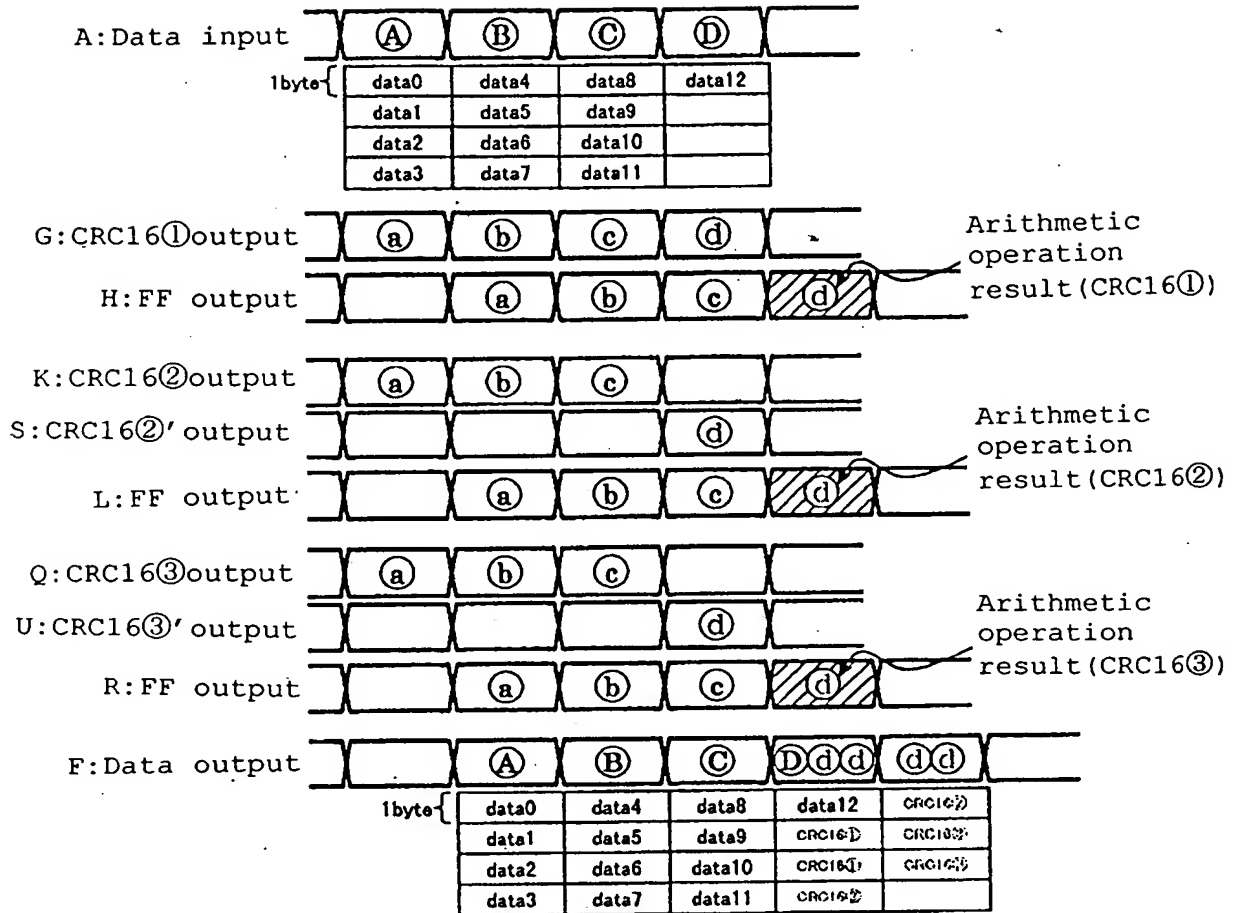 A:Data input Ⓐ Ⓑ Ⓒ Ⓓ
1byte{ data0 data4 data8 data12
data1 data5 data9
data2 data6 data10
data3 data7 data11
G:CRC16①output ⓐ ⓑ ⓒ ⓓ
Arithmetic
operation
result(CRC16①)
H:FF output ⓐ ⓑ ⓒ ⓓ
K:CRC16②output ⓐ ⓑ ⓒ
S:CRC16②'output ⓓ
Arithmetic
operation
result(CRC16②)
L:FF output ⓐ ⓑ ⓒ ⓓ
Q:CRC16③output ⓐ ⓑ ⓒ
U:CRC16③'output ⓓ
Arithmetic
operation
result(CRC16③)
R:FF output ⓐ ⓑ ⓒ ⓓ
F:Data output Ⓐ Ⓑ Ⓒ Ⓓⓓⓓ ⓓⓓ
1byte{ data0 data4 data8 data12
data1 data5 data9 CRC16①
data2 data6 data10 CRC16①
data3 data7 data11 CRC16②